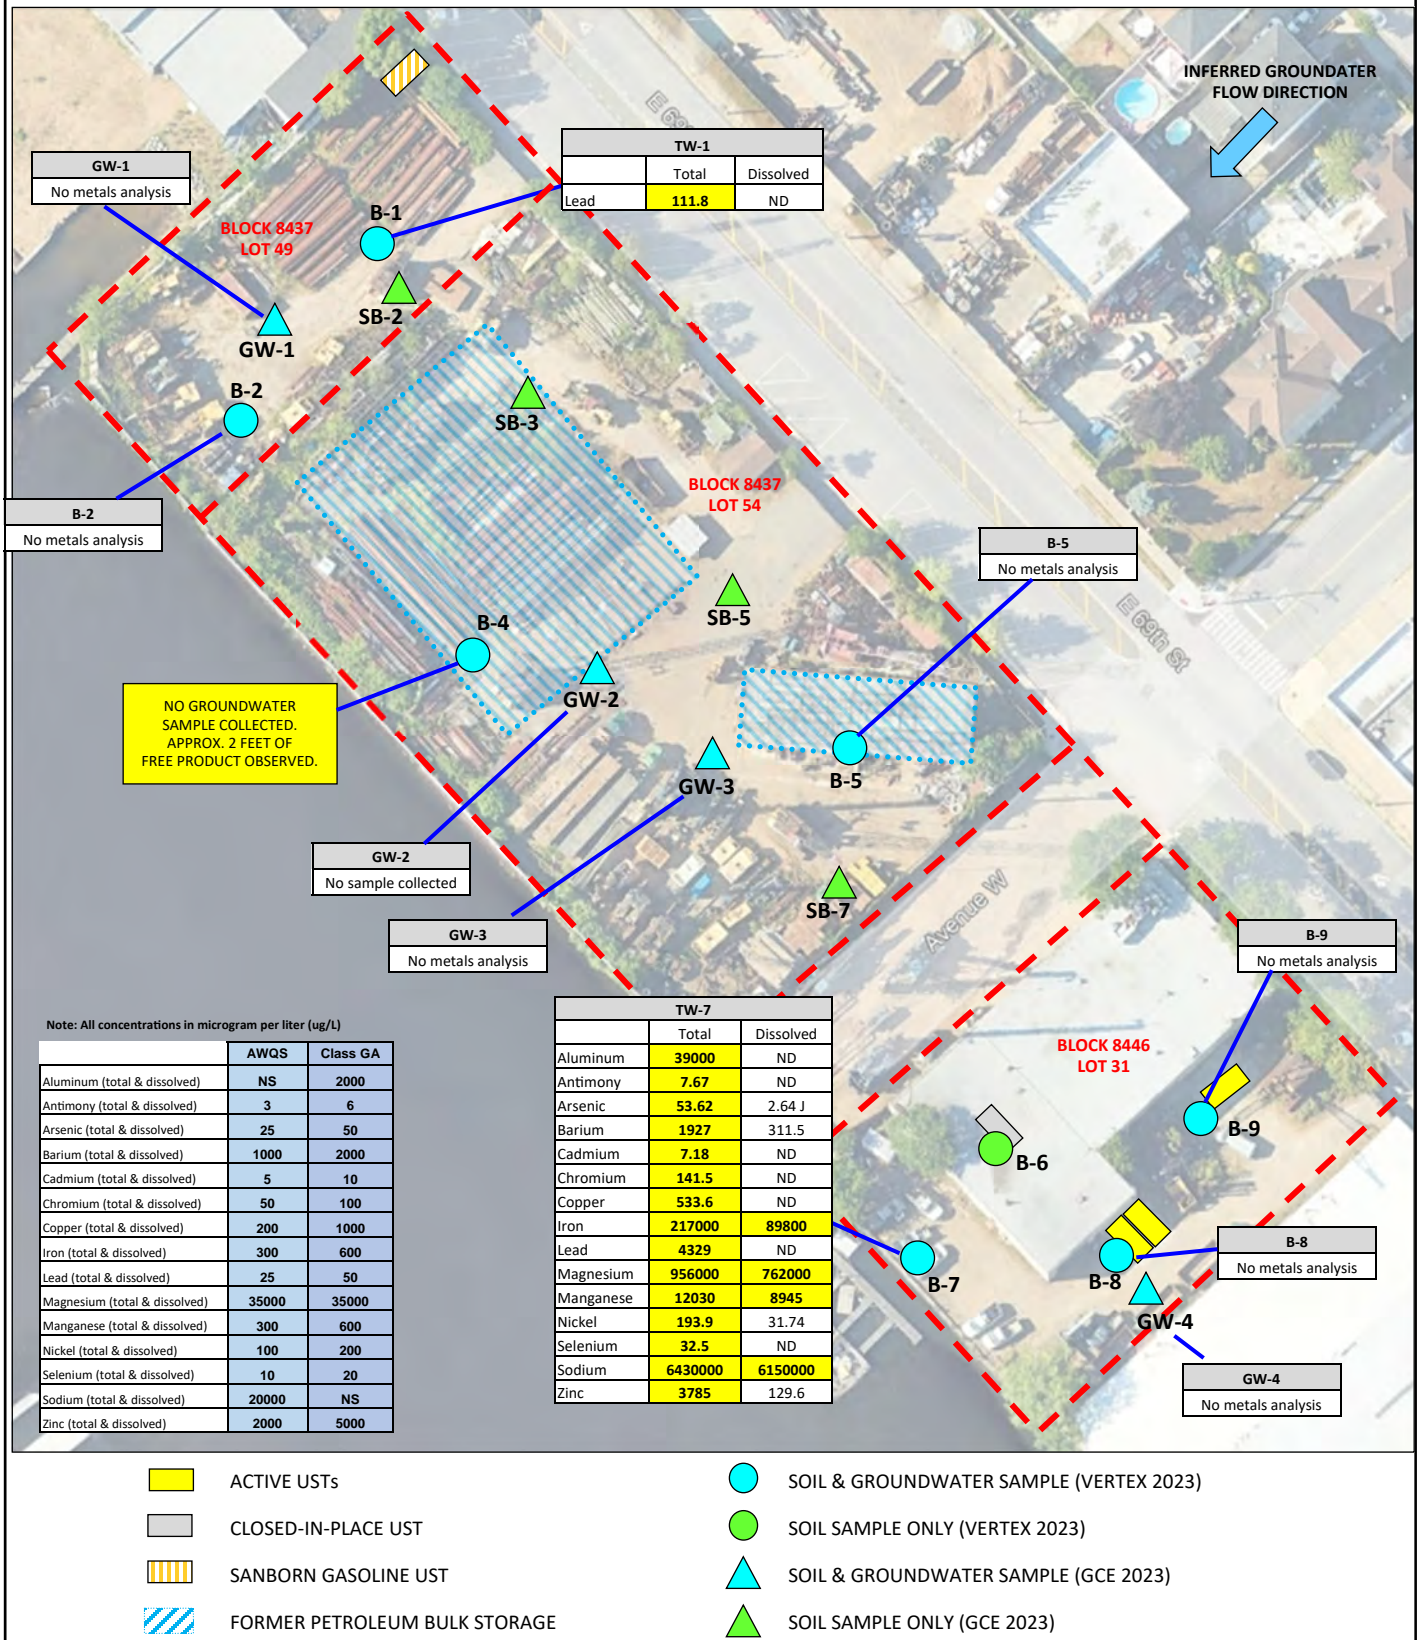 INFERRED GROUNDATER
FLOW DIRECTION
E 69th
GW-1
No metals analysis
TW-1
Total Dissolved
Lead 111.8 ND
BLOCK 8437
LOT 49
B-1
SB-2
GW-1
B-2
SB-3
B-2
No metals analysis
BLOCK 8437
LOT 54
B-5
No metals analysis
E 69th St
SB-5
B-4
GW-2
NO GROUNDWATER
SAMPLE COLLECTED.
APPROX. 2 FEET OF
FREE PRODUCT OBSERVED.
GW-3
B-5
GW-2
No sample collected
SB-7
Avenue W
GW-3
No metals analysis
B-9
No metals analysis
Note: All concentrations in microgram per liter (ug/L)
AWQS Class GA
Aluminum (total & dissolved) NS 2000
Antimony (total & dissolved) 3 6
Arsenic (total & dissolved) 25 50
Barium (total & dissolved) 1000 2000
Cadmium (total & dissolved) 5 10
Chromium (total & dissolved) 50 100
Copper (total & dissolved) 200 1000
Iron (total & dissolved) 300 600
Lead (total & dissolved) 25 50
Magnesium (total & dissolved) 35000 35000
Manganese (total & dissolved) 300 600
Nickel (total & dissolved) 100 200
Selenium (total & dissolved) 10 20
Sodium (total & dissolved) 20000 NS
Zinc (total & dissolved) 2000 5000
TW-7
Total Dissolved
Aluminum 39000 ND
Antimony 7.67 ND
Arsenic 53.62 2.64 J
Barium 1927 311.5
Cadmium 7.18 ND
Chromium 141.5 ND
Copper 533.6 ND
Iron 217000 89800
Lead 4329 ND
Magnesium 956000 762000
Manganese 12030 8945
Nickel 193.9 31.74
Selenium 32.5 ND
Sodium 6430000 6150000
Zinc 3785 129.6
BLOCK 8446
LOT 31
B-9
B-6
B-7
B-8
GW-4
B-8
No metals analysis
GW-4
No metals analysis
ACTIVE USTs
CLOSED-IN-PLACE UST
SANBORN GASOLINE UST
FORMER PETROLEUM BULK STORAGE
SOIL & GROUNDWATER SAMPLE (VERTEX 2023)
SOIL SAMPLE ONLY (VERTEX 2023)
SOIL & GROUNDWATER SAMPLE (GCE 2023)
SOIL SAMPLE ONLY (GCE 2023)